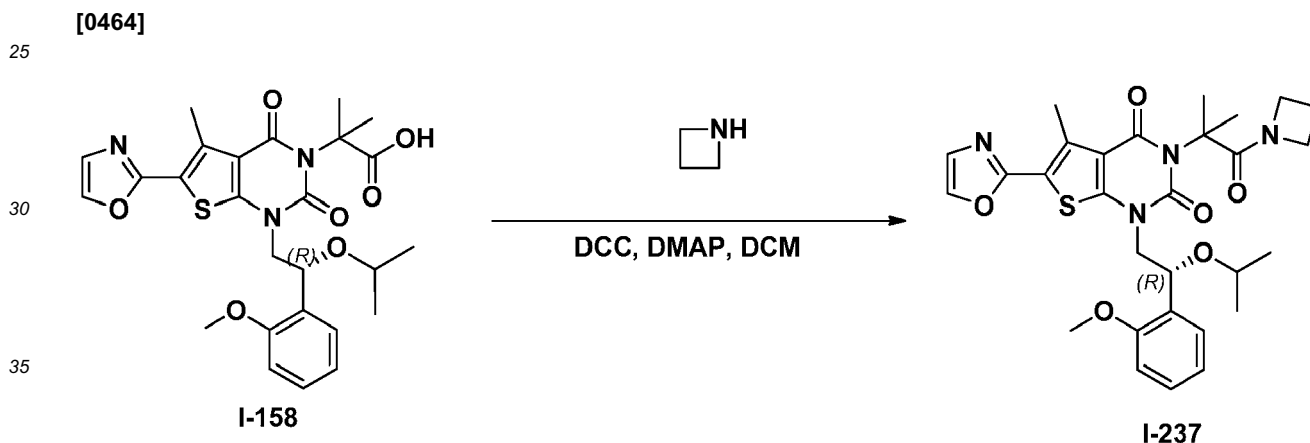 [0464]
25
N
O
S
O
N
OH
O
N
O
(R)
O
O
I-158
NH
DCC, DMAP, DCM
N
O
S
O
N
N
O
N
O
(R)
O
O
I-237
30
35